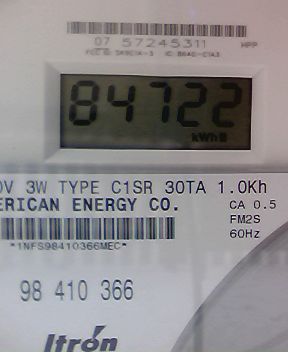 07 57245311 HPP
84722
kWh
0V 3W TYPE C1SR 30TA 1.0Kh
ERICAN ENERGY CO. CA 0.5
FM2S
*1NFS98410366MEC* 60Hz
98 410 366
Itron